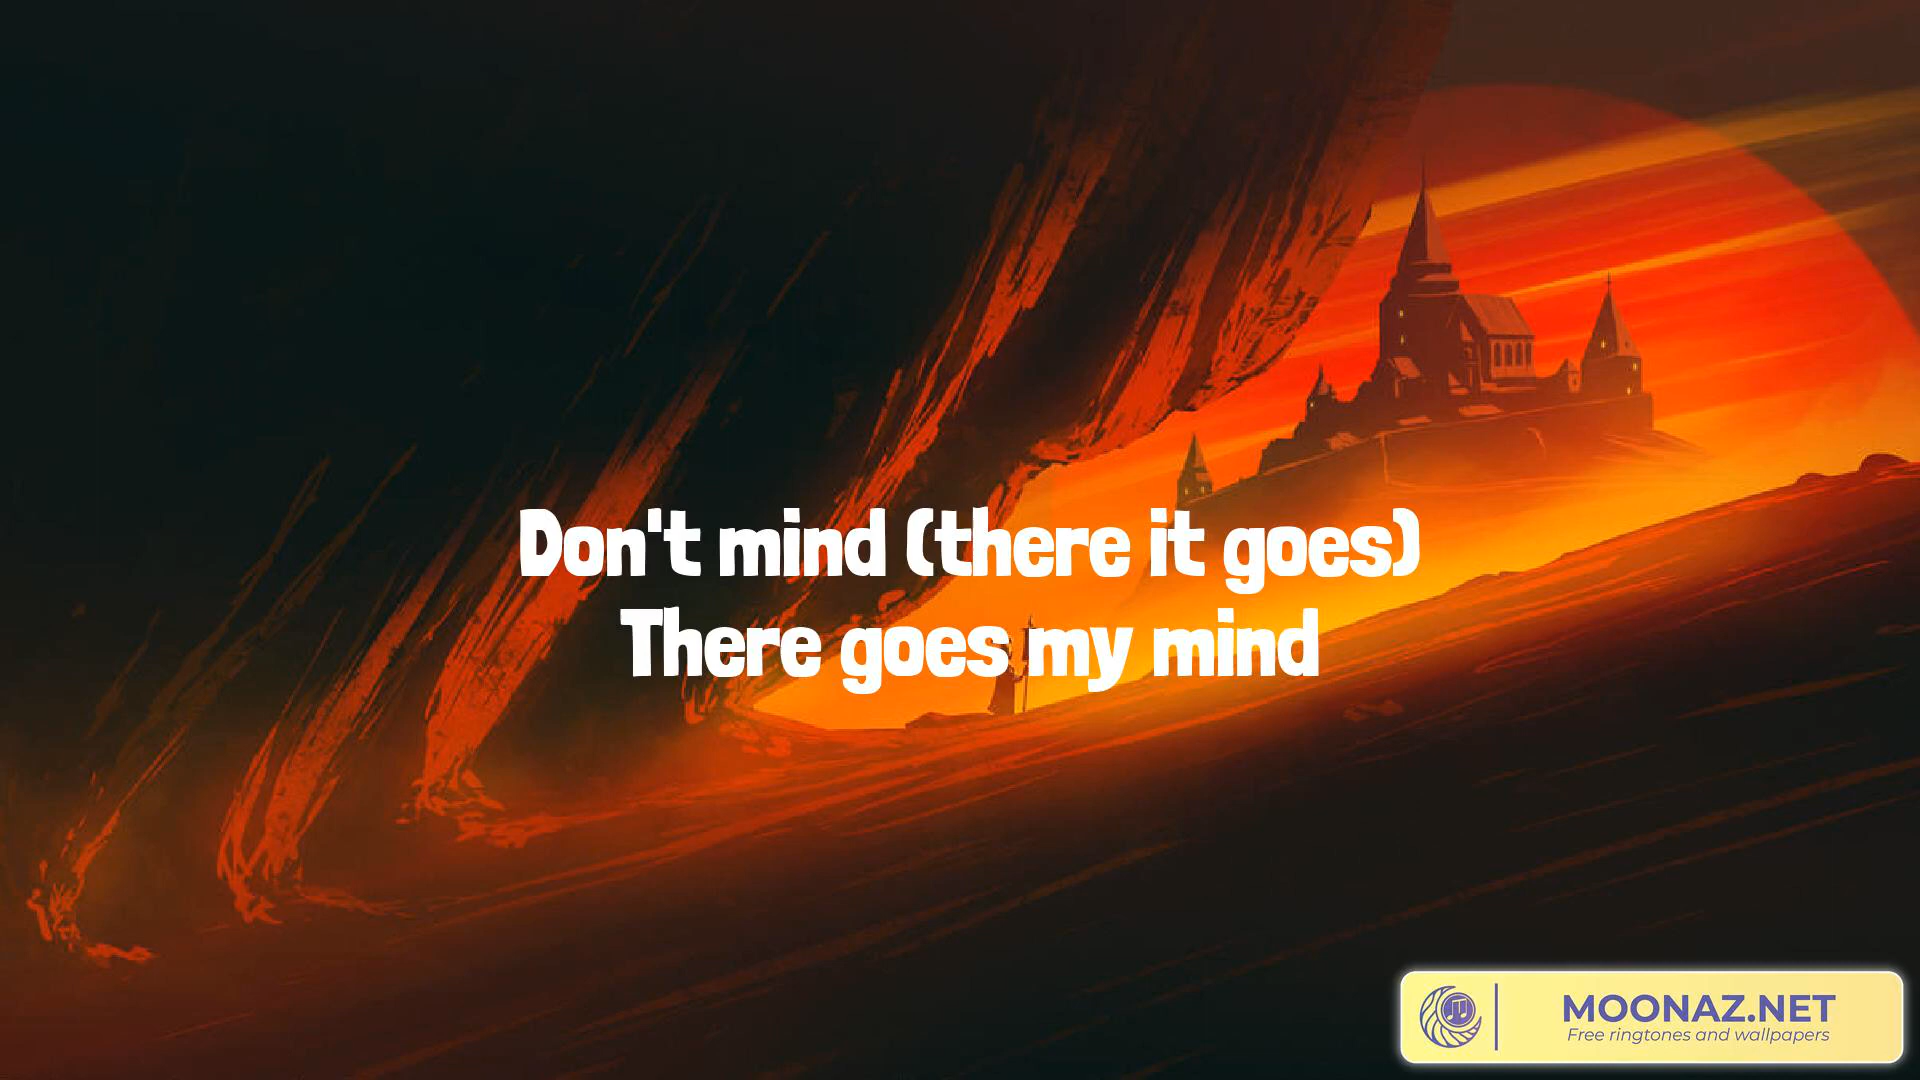 Don't mind (there it goes)
There goes my mind
MOONAZ.NET
Free ringtones and wallpapers